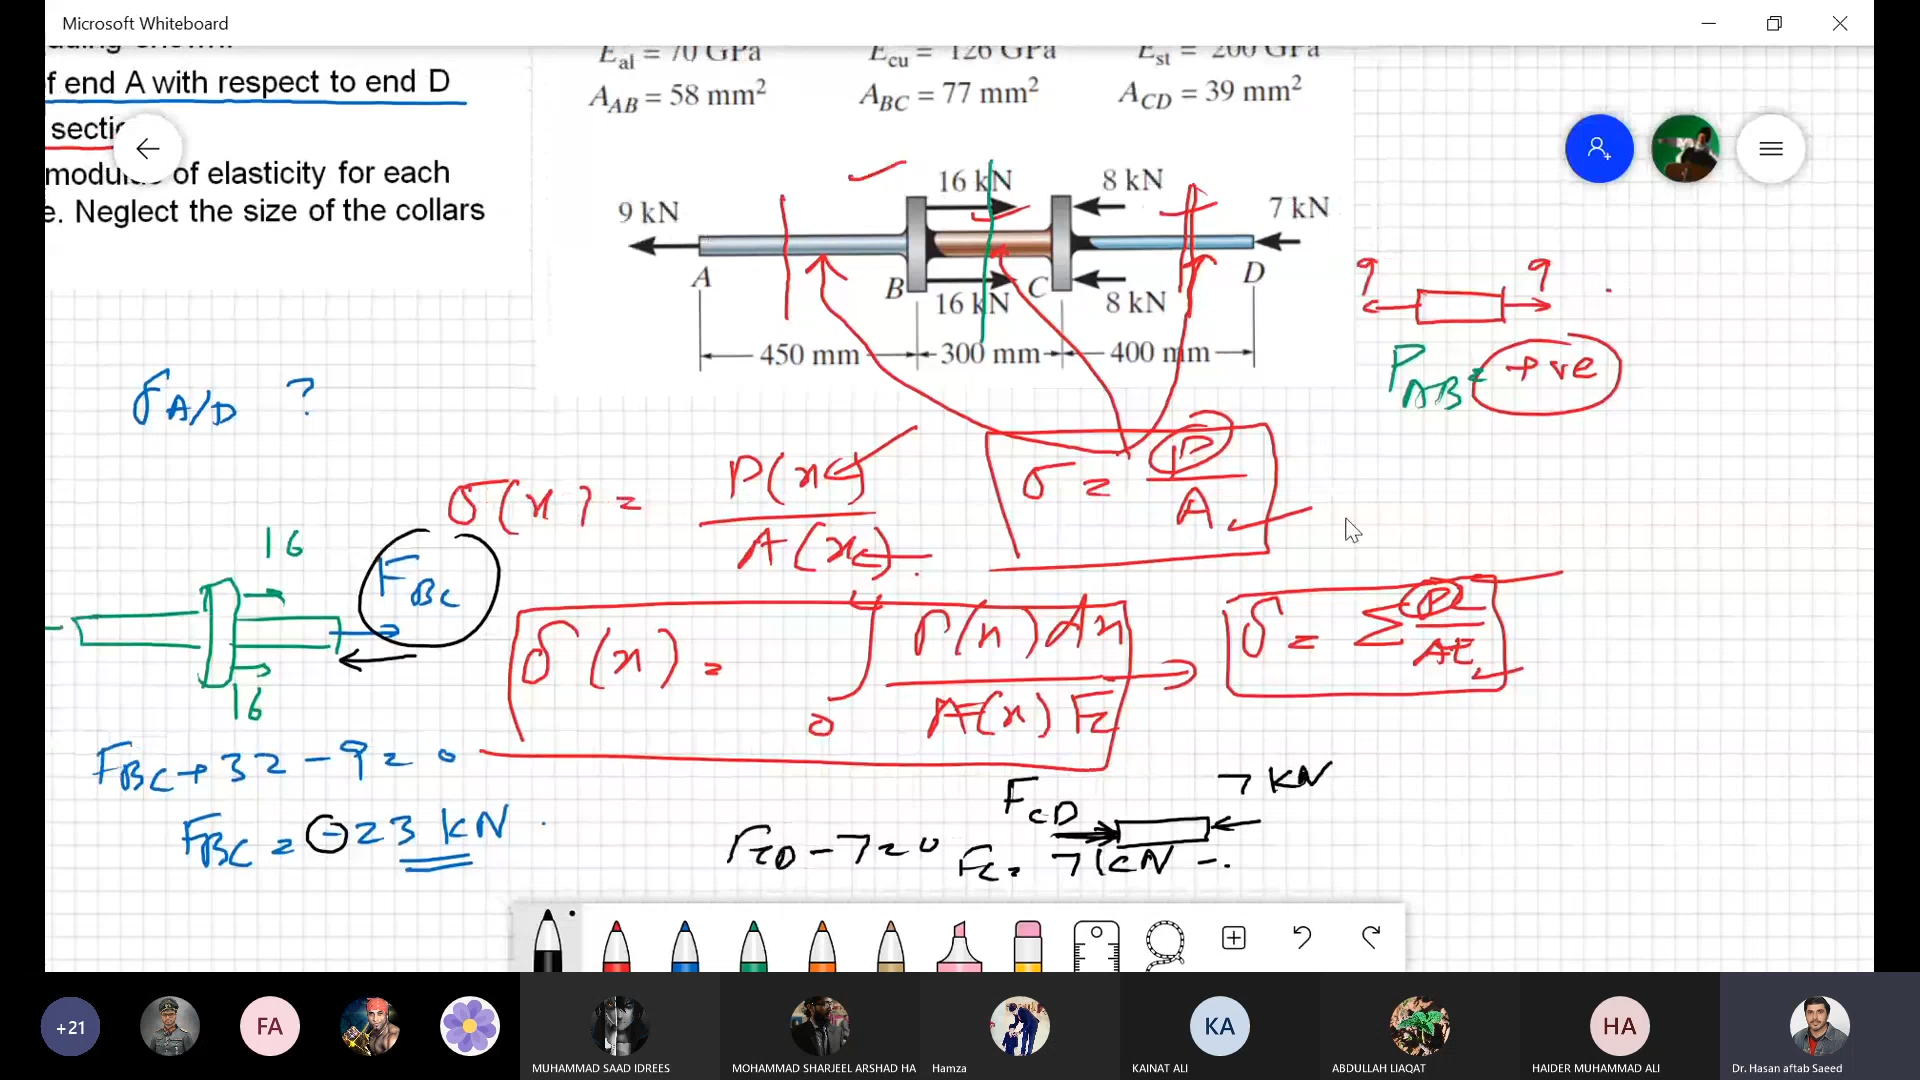 Microsoft Whiteboard
f end A with respect to end D
e. Neglect the size of the collars
of elasticity for each
A_AB = 58 mm²
A_BC = 77 mm²
A_CD = 39 mm²
E_al = 70 GPa
E_cu = 126 GPa
E_st = 200 GPa
9 kN
16 kN
8 kN
7 kN
A
B
C
D
16 kN
8 kN
450 mm
300 mm
400 mm
9
9
P_AB = +ve
δ_A/D ?
σ(x) = P(x) / A(x)
σ = P / A
16
F_BC
16
δ(x) = ∫₀ P(x) dx / A(x) E
δ = Σ P / AE
F_BC + 32 - 9 = 0
F_BC = - 23 kN
F_CD
7 kN
F_CD - 7 = 0
7 kN
+21
FA
KA
HA
MUHAMMAD SAAD IDREES
MOHAMMAD SHARJEEL ARSHAD HA
Hamza
KAINAT ALI
ABDULLAH LIAQAT
HAIDER MUHAMMAD ALI
Dr. Hasan aftab Saeed